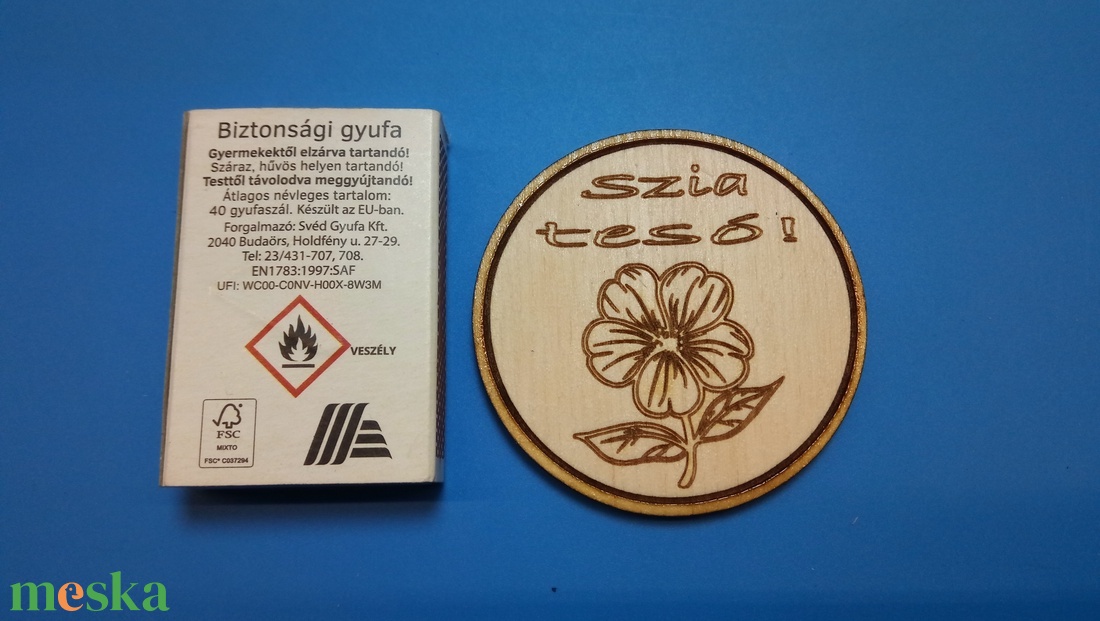 Biztonsági gyufa
Gyermekektől elzárva tartandó!
Száraz, hűvös helyen tartandó!
Testtől távolodva meggyújtandó!
Átlagos névleges tartalom:
40 gyufaszál. Készült az EU-ban.
Forgalmazó: Svéd Gyufa Kft.
2040 Budaörs, Holdfény u. 27-29.
Tel: 23/431-707, 708.
EN1783:1997:SAF
UFI: WC00-C0NV-H00X-8W3M
VESZÉLY
FSC
MIXTO
FSC® C037294
szia
tesó!
meska